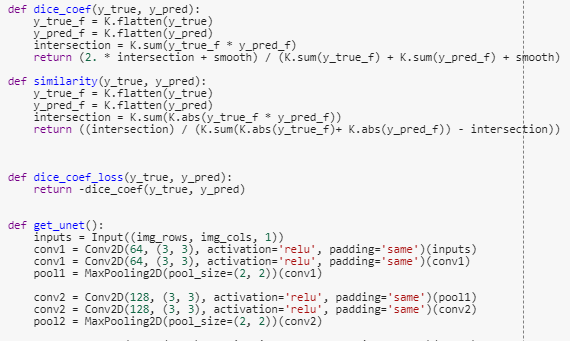 def dice_coef(y_true, y_pred):
    y_true_f = K.flatten(y_true)
    y_pred_f = K.flatten(y_pred)
    intersection = K.sum(y_true_f * y_pred_f)
    return (2. * intersection + smooth) / (K.sum(y_true_f) + K.sum(y_pred_f) + smooth)
def similarity(y_true, y_pred):
    y_true_f = K.flatten(y_true)
    y_pred_f = K.flatten(y_pred)
    intersection = K.sum(K.abs(y_true_f * y_pred_f))
    return ((intersection) / (K.sum(K.abs(y_true_f)+ K.abs(y_pred_f)) - intersection))
def dice_coef_loss(y_true, y_pred):
    return -dice_coef(y_true, y_pred)
def get_unet():
    inputs = Input((img_rows, img_cols, 1))
    conv1 = Conv2D(64, (3, 3), activation='relu', padding='same')(inputs)
    conv1 = Conv2D(64, (3, 3), activation='relu', padding='same')(conv1)
    pool1 = MaxPooling2D(pool_size=(2, 2))(conv1)
    conv2 = Conv2D(128, (3, 3), activation='relu', padding='same')(pool1)
    conv2 = Conv2D(128, (3, 3), activation='relu', padding='same')(conv2)
    pool2 = MaxPooling2D(pool_size=(2, 2))(conv2)